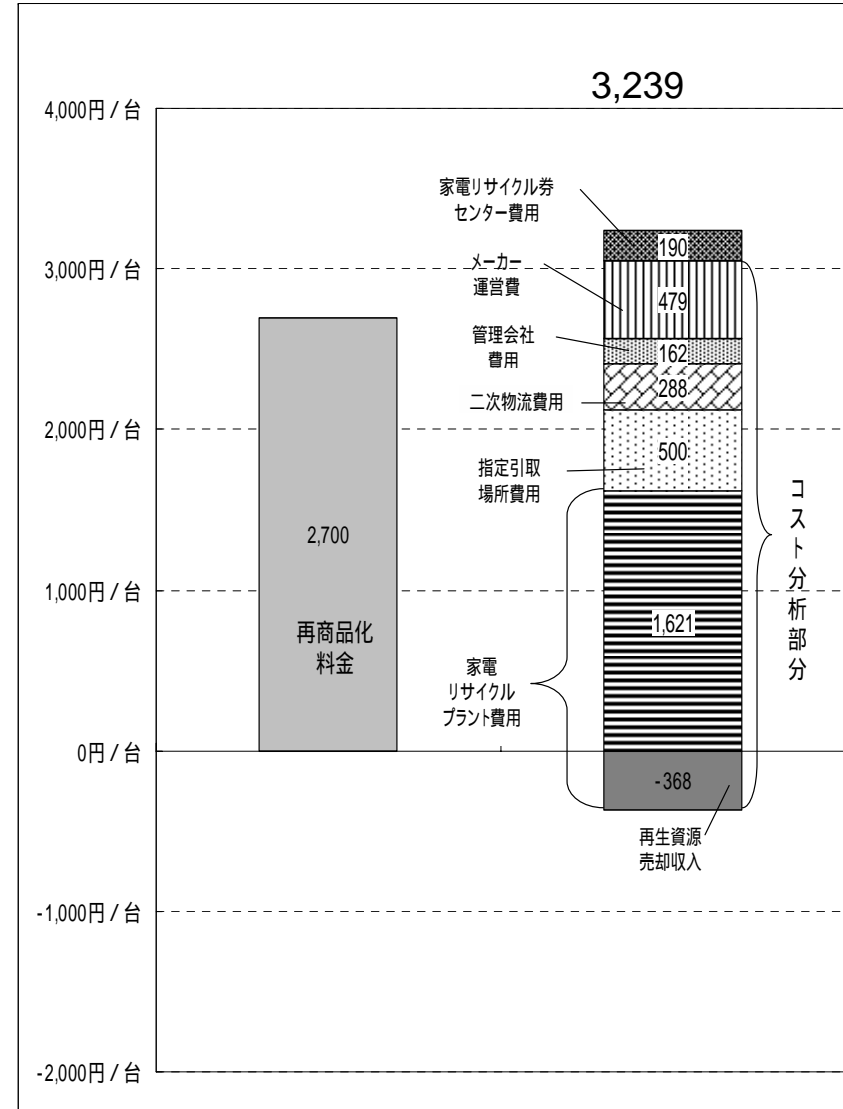 3,239
4,000円/台
家電リサイクル券
センター費用
190
3,000円/台
メーカー
運営費
479
管理会社
費用
162
二次物流費用
288
2,000円/台
指定引取
場所費用
500
コスト分析部分
2,700
1,000円/台
再商品化
料金
1,621
家電
リサイクル
プラント費用
0円/台
-368
再生資源
売却収入
-1,000円/台
-2,000円/台